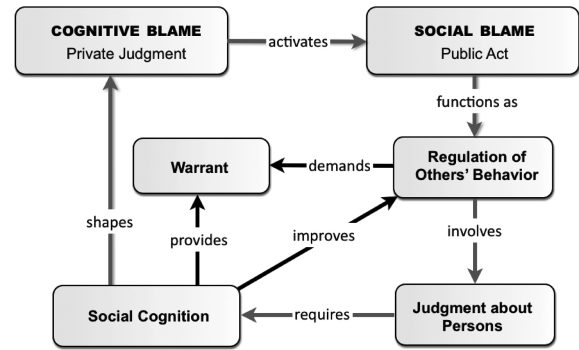 COGNITIVE BLAME
Private Judgment
activates
SOCIAL BLAME
Public Act
functions as
Warrant
demands
Regulation of
Others' Behavior
shapes
provides
improves
involves
Social Cognition
requires
Judgment about
Persons